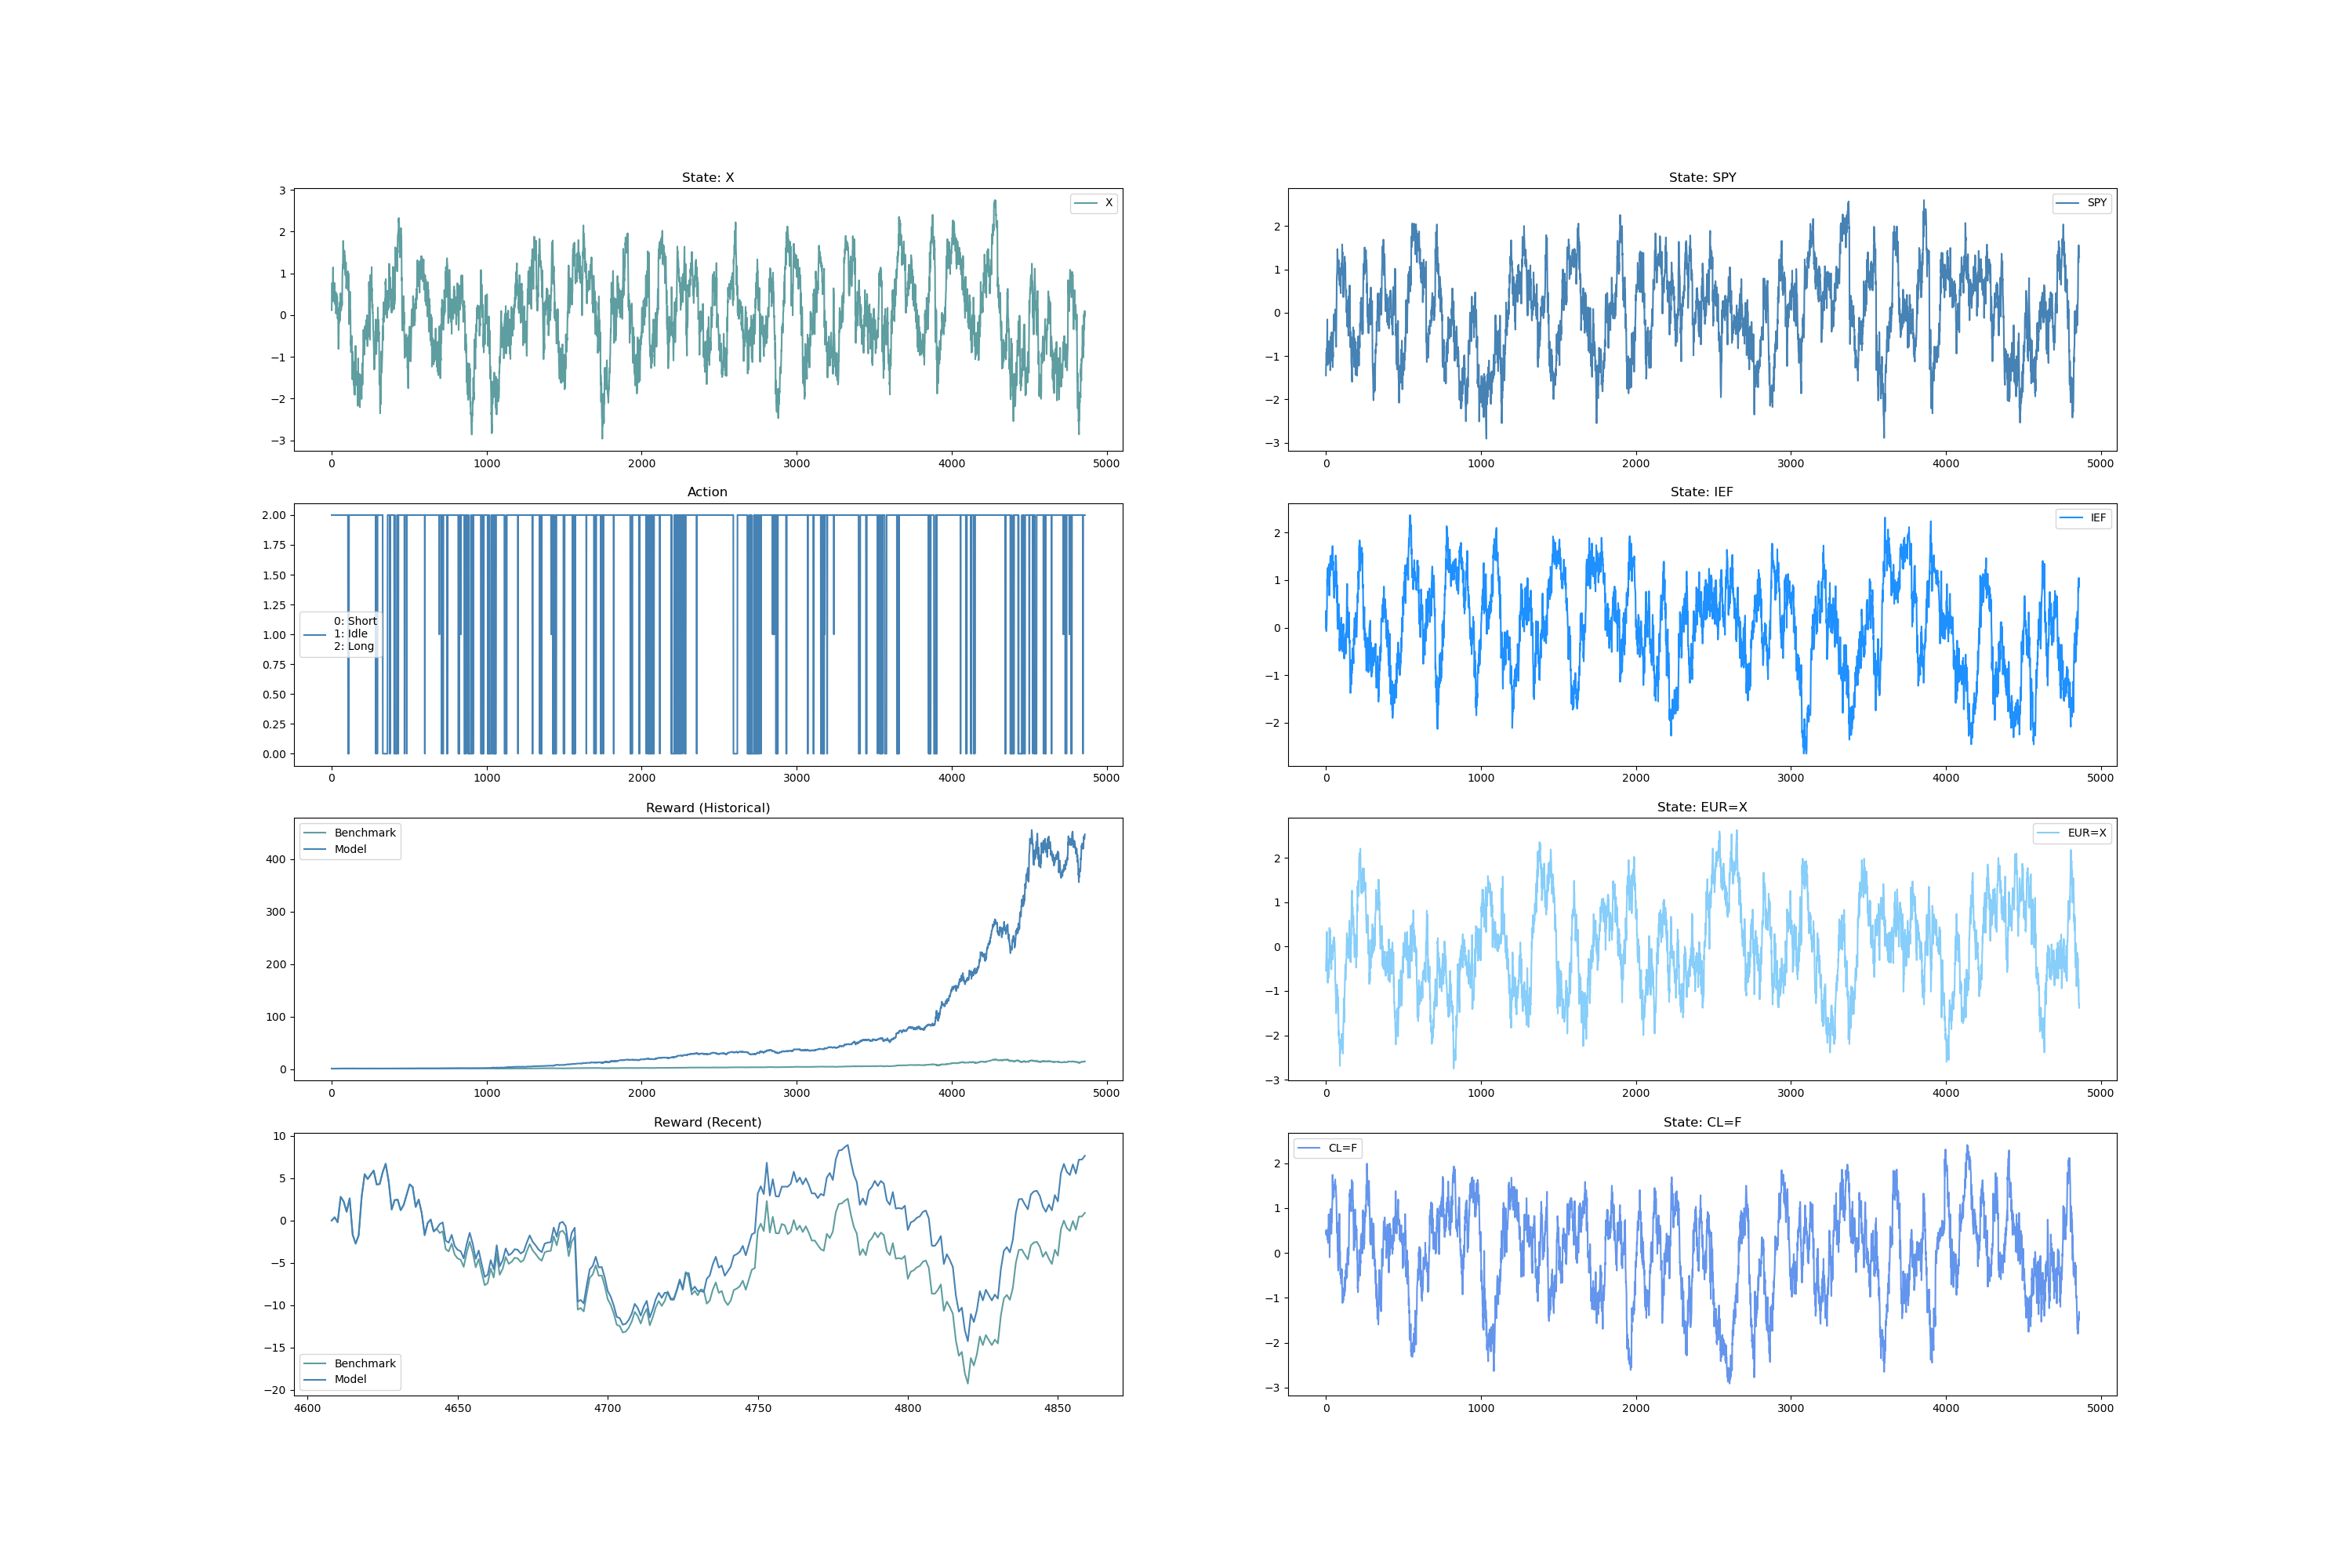 State: X
3
2
1
0
−1
−2
−3
X
0 1000 2000 3000 4000 5000
State: SPY
2
1
0
−1
−2
−3
SPY
0 1000 2000 3000 4000 5000
Action
2.00
1.75
1.50
1.25
1.00
0.75
0.50
0.25
0.00
0: Short
1: Idle
2: Long
0 1000 2000 3000 4000 5000
State: IEF
2
1
0
−1
−2
IEF
0 1000 2000 3000 4000 5000
Reward (Historical)
400
300
200
100
0
Benchmark
Model
0 1000 2000 3000 4000 5000
State: EUR=X
2
1
0
−1
−2
−3
EUR=X
0 1000 2000 3000 4000 5000
Reward (Recent)
10
5
0
−5
−10
−15
−20
Benchmark
Model
4600 4650 4700 4750 4800 4850
State: CL=F
2
1
0
−1
−2
−3
CL=F
0 1000 2000 3000 4000 5000